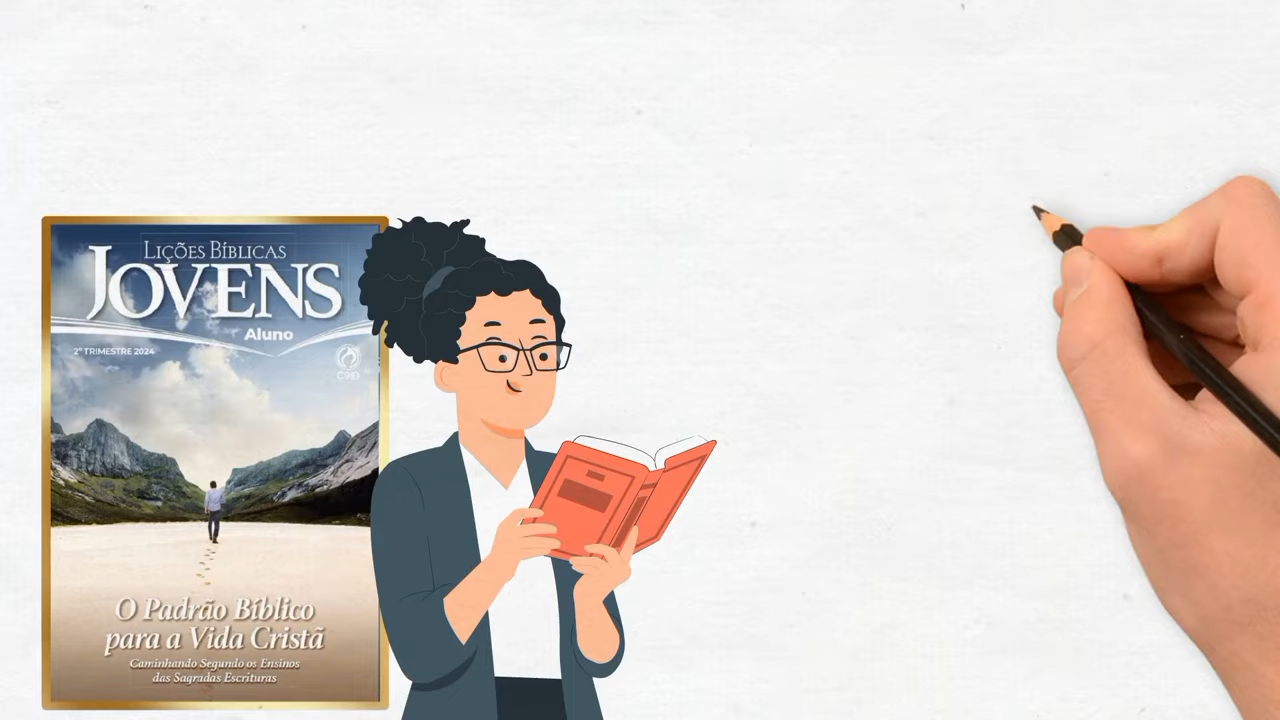 LIÇÕES BÍBLICAS
JOVENS
Aluno
2º TRIMESTRE 2024
CPAD
O Padrão Bíblico
para a Vida Cristã
Caminhando Segundo os Ensinos
das Sagradas Escrituras